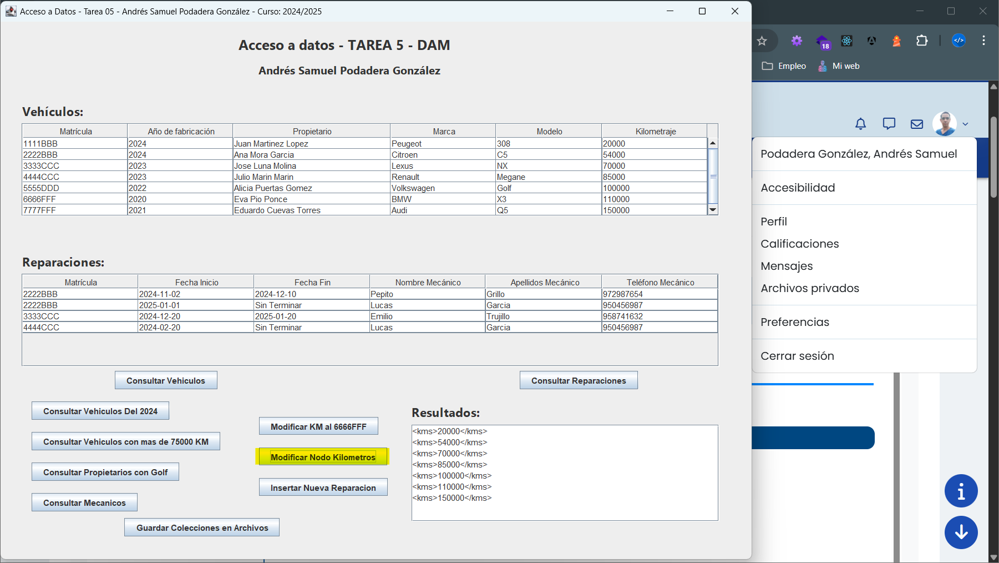 Acceso a Datos - Tarea 05 - Andrés Samuel Podadera González - Curso: 2024/2025
Acceso a datos - TAREA 5 - DAM
Andrés Samuel Podadera González
Vehículos:
Matrícula Año de fabricación Propietario Marca Modelo Kilometraje
1111BBB 2024 Juan Martinez Lopez Peugeot 308 20000
2222BBB 2024 Ana Mora Garcia Citroen C5 54000
3333CCC 2023 Jose Luna Molina Lexus NX 70000
4444CCC 2023 Julio Marin Marin Renault Megane 85000
5555DDD 2022 Alicia Puertas Gomez Volkswagen Golf 100000
6666FFF 2020 Eva Pio Ponce BMW X3 110000
7777FFF 2021 Eduardo Cuevas Torres Audi Q5 150000
Reparaciones:
Matrícula Fecha Inicio Fecha Fin Nombre Mecánico Apellidos Mecánico Teléfono Mecánico
2222BBB 2024-11-02 2024-12-10 Pepito Grillo 972987654
2222BBB 2025-01-01 Sin Terminar Lucas Garcia 950456987
3333CCC 2024-12-20 2025-01-20 Emilio Trujillo 958741632
4444CCC 2024-02-20 Sin Terminar Lucas Garcia 950456987
Consultar Vehiculos
Consultar Reparaciones
Consultar Vehiculos Del 2024
Consultar Vehiculos con mas de 75000 KM
Consultar Propietarios con Golf
Consultar Mecanicos
Guardar Colecciones en Archivos
Modificar KM al 6666FFF
Modificar Nodo Kilometros
Insertar Nueva Reparacion
Resultados:
<kms>20000</kms>
<kms>54000</kms>
<kms>70000</kms>
<kms>85000</kms>
<kms>100000</kms>
<kms>110000</kms>
<kms>150000</kms>
18
</>
Empleo
Mi web
Podadera González, Andrés Samuel
Accesibilidad
Perfil
Calificaciones
Mensajes
Archivos privados
Preferencias
Cerrar sesión